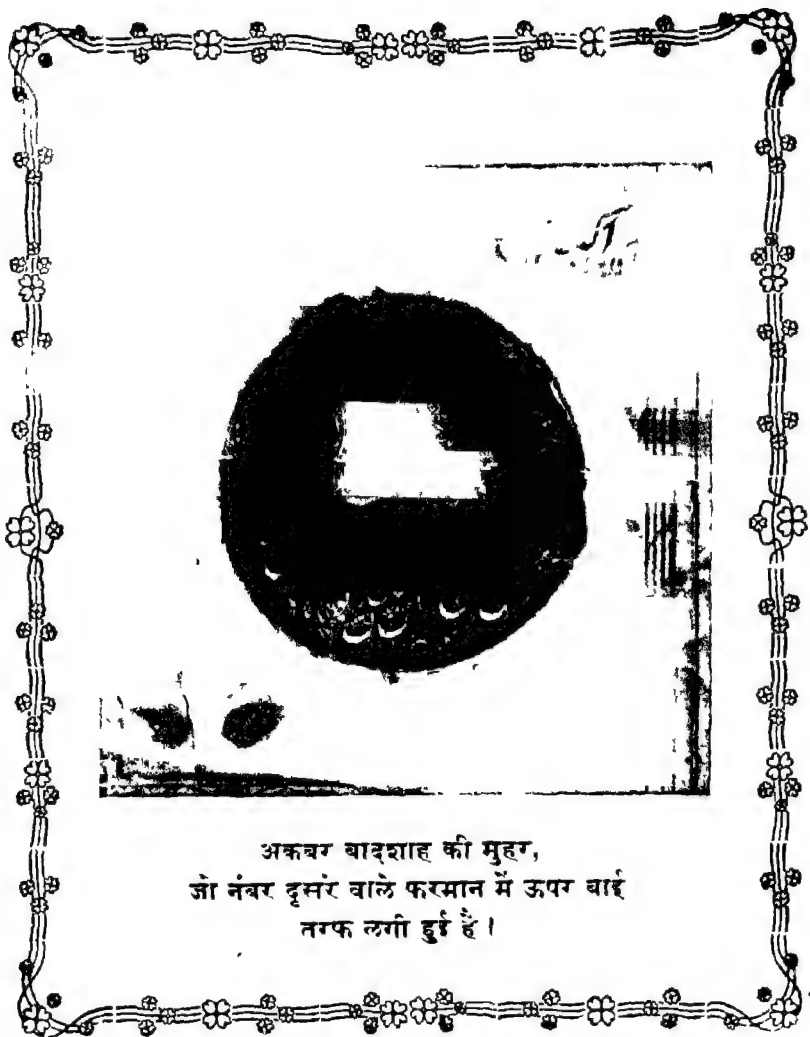 अकबर बादशाह की मुहर,
जो नंबर दूसरे वाले फरमान में ऊपर बाई
तरफ लगी हुई है।